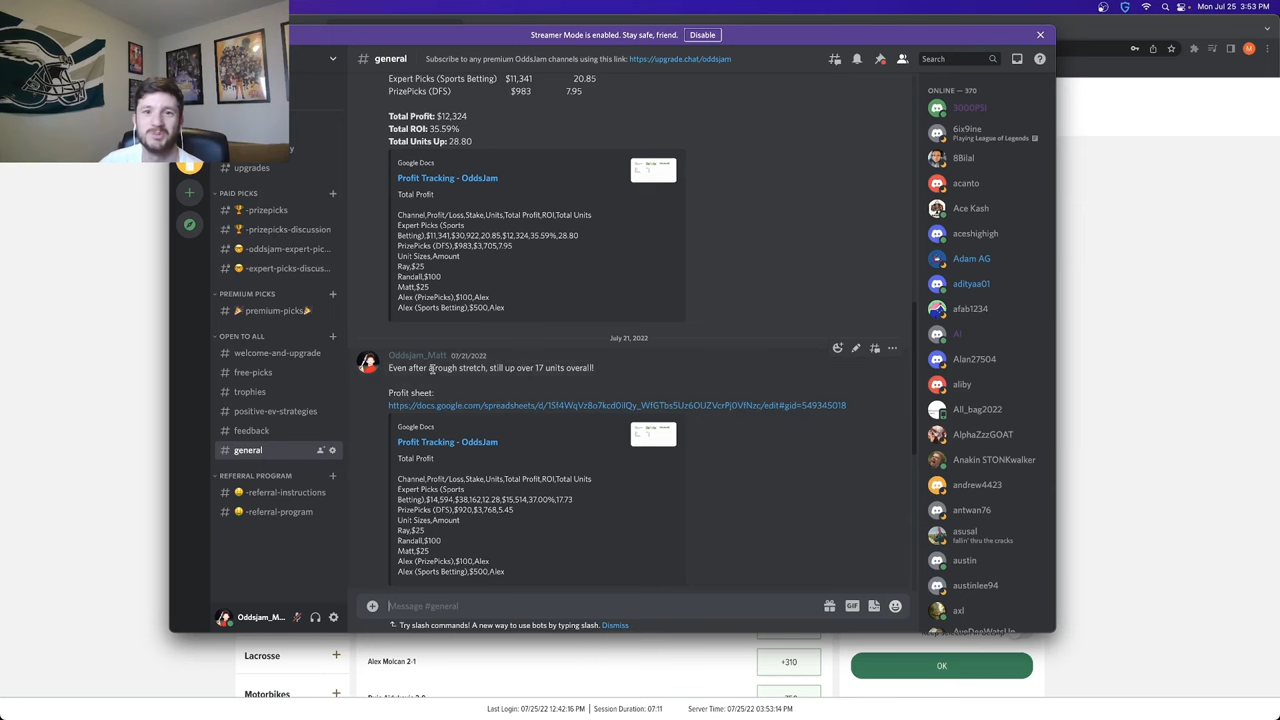 Mon Jul 25 3:53 PM
Streamer Mode is enabled. Stay safe, friend. Disable
# general
Subscribe to any premium OddsJam channels using this link: https://upgrade.chat/oddsjam
Search
upgrades
PAID PICKS
-prizepicks
-prizepicks-discussion
-oddsjam-expert-pic...
-expert-picks-discus...
PREMIUM PICKS
premium-picks
OPEN TO ALL
welcome-and-upgrade
free-picks
trophies
positive-ev-strategies
feedback
general
REFERRAL PROGRAM
-referral-instructions
-referral-program
Oddsjam_M...
Expert Picks (Sports Betting) $11,341 20.85
PrizePicks (DFS) $983 7.95
Total Profit: $12,324
Total ROI: 35.59%
Total Units Up: 28.80
Google Docs
Profit Tracking - OddsJam
Total Profit
Channel,Profit/Loss,Stake,Units,Total Profit,ROI,Total Units
Expert Picks (Sports
Betting),$11,341,$30,922,20.85,$12,324,35.59%,28.80
PrizePicks (DFS),$983,$3,705,7.95
Unit Sizes,Amount
Ray,$25
Randall,$100
Matt,$25
Alex (PrizePicks),$100,Alex
Alex (Sports Betting),$500,Alex
July 21, 2022
Oddsjam_Matt 07/21/2022
Even after a rough stretch, still up over 17 units overall!
Profit sheet:
Google Docs
Profit Tracking - OddsJam
Total Profit
Channel,Profit/Loss,Stake,Units,Total Profit,ROI,Total Units
Expert Picks (Sports
Betting),$14,594,$38,162,12.28,$15,514,37.00%,17.73
PrizePicks (DFS),$920,$3,768,5.45
Unit Sizes,Amount
Ray,$25
Randall,$100
Matt,$25
Alex (PrizePicks),$100,Alex
Alex (Sports Betting),$500,Alex
Message #general
Try slash commands! A new way to use bots by typing slash. Dismiss
ONLINE — 370
3000PSI
6ix9ine
Playing League of Legends
8Bilal
acanto
Ace Kash
aceshighigh
Adam AG
adityaa01
afab1234
Alan27504
aliby
All_bag2022
AlphaZzzGOAT
Anakin STONKwalker
andrew4423
antwan76
asusal
fallin' thru the cracks
austin
austinlee94
axl
Lacrosse
Motorbikes
Alex Molcan 2-1
+310
OK
Last Login: 07/25/22 12:42:16 PM
Session Duration: 07:11
Server Time: 07/25/22 03:53:14 PM